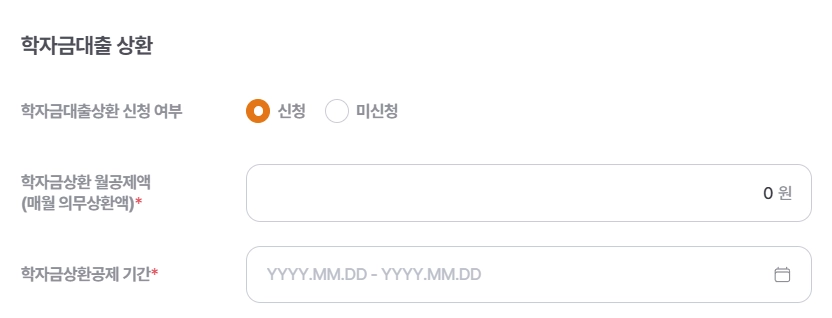 학자금대출 상환
학자금대출상환 신청 여부
신청
미신청
학자금상환 월공제액
(매월 의무상환액)*
0 원
학자금상환공제 기간*
YYYY.MM.DD - YYYY.MM.DD